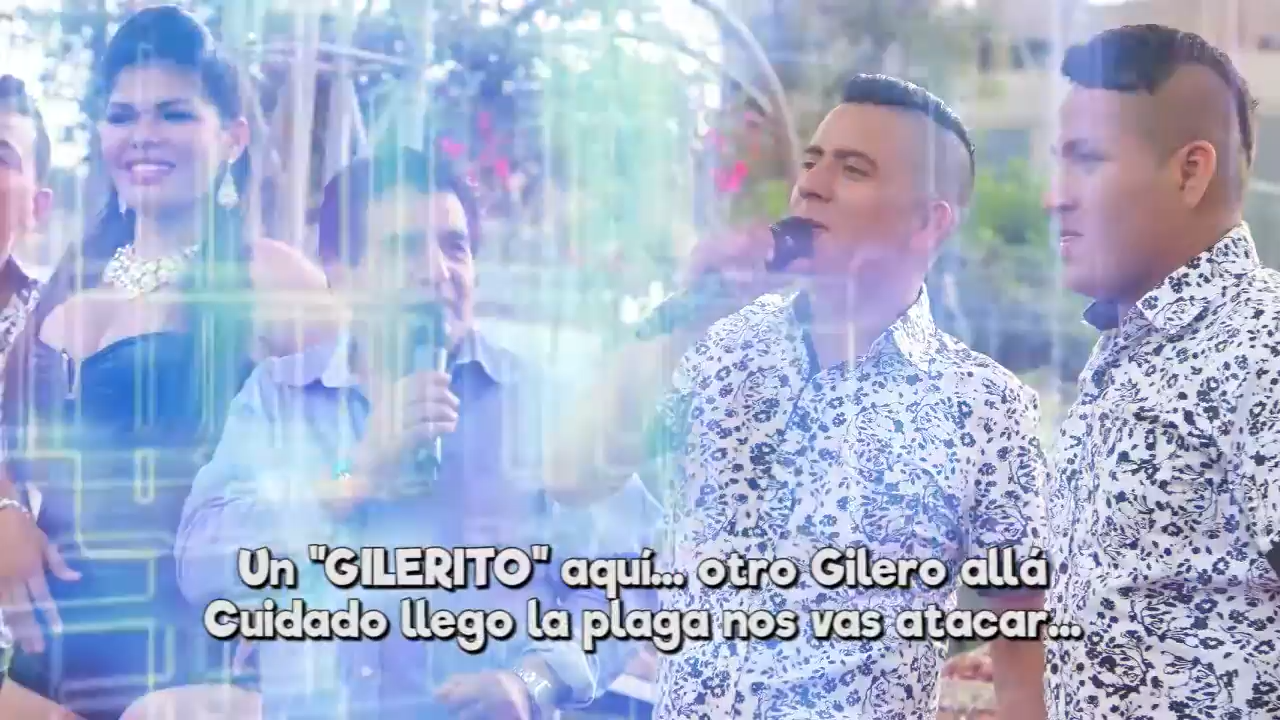 Un "GILERITO" aquí... otro Gilero allá
Cuidado llego la plaga nos vas atacar...